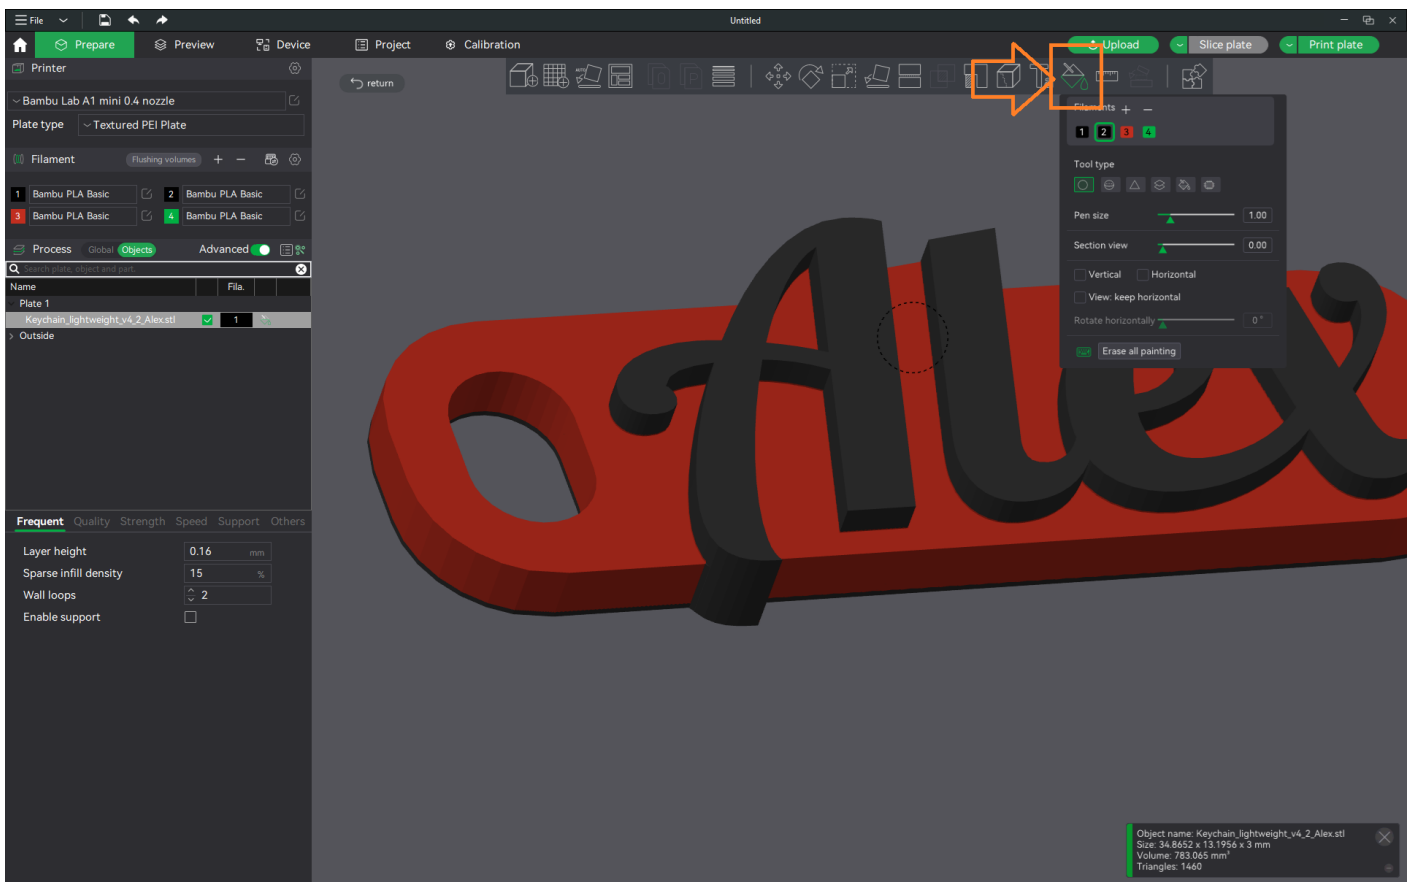 File
Untitled
Prepare
Preview
Device
Project
Calibration
Upload
Slice plate
Print plate
Printer
return
Bambu Lab A1 mini 0.4 nozzle
Plate type
Textured PEI Plate
Filament
Flushing volumes
1 Bambu PLA Basic
2 Bambu PLA Basic
3 Bambu PLA Basic
4 Bambu PLA Basic
Process
Global
Objects
Advanced
Search plate, object and part.
Name
Fila.
Plate 1
Keychain_lightweight_v4_2_Alex.stl
1
Outside
Frequent
Quality
Strength
Speed
Support
Others
Layer height
0.16 mm
Sparse infill density
15 %
Wall loops
2
Enable support
Filaments + −
1 2 3 4
Tool type
Pen size
1.00
Section view
0.00
Vertical
Horizontal
View: keep horizontal
Rotate horizontally
0 °
Erase all painting
Alex
Object name: Keychain_lightweight_v4_2_Alex.stl
Size: 34.8652 x 13.1956 x 3 mm
Volume: 783.065 mm³
Triangles: 1460